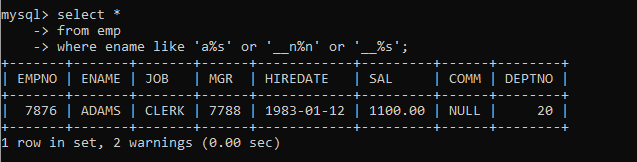 mysql> select *
    -> from emp
    -> where ename like 'a%s' or '__n%n' or '__%s';
+-------+-------+-------+------+------------+---------+------+--------+
| EMPNO | ENAME | JOB   | MGR  | HIREDATE   | SAL     | COMM | DEPTNO |
+-------+-------+-------+------+------------+---------+------+--------+
|  7876 | ADAMS | CLERK | 7788 | 1983-01-12 | 1100.00 | NULL |     20 |
+-------+-------+-------+------+------------+---------+------+--------+
1 row in set, 2 warnings (0.00 sec)